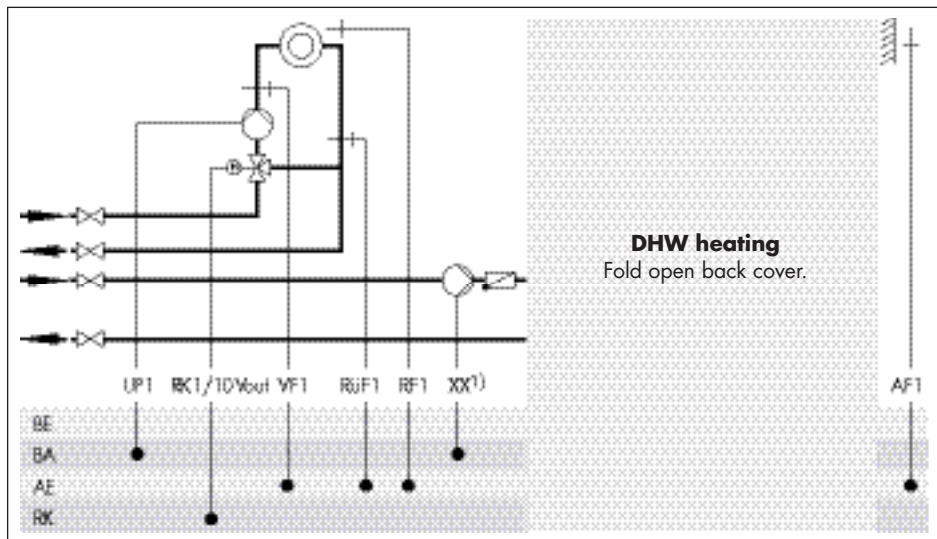 DHW heating
Fold open back cover.
UP1 RK1/10Vout VF1 RüF1 RF1 XX1) AF1
BE
BA
AE
RK